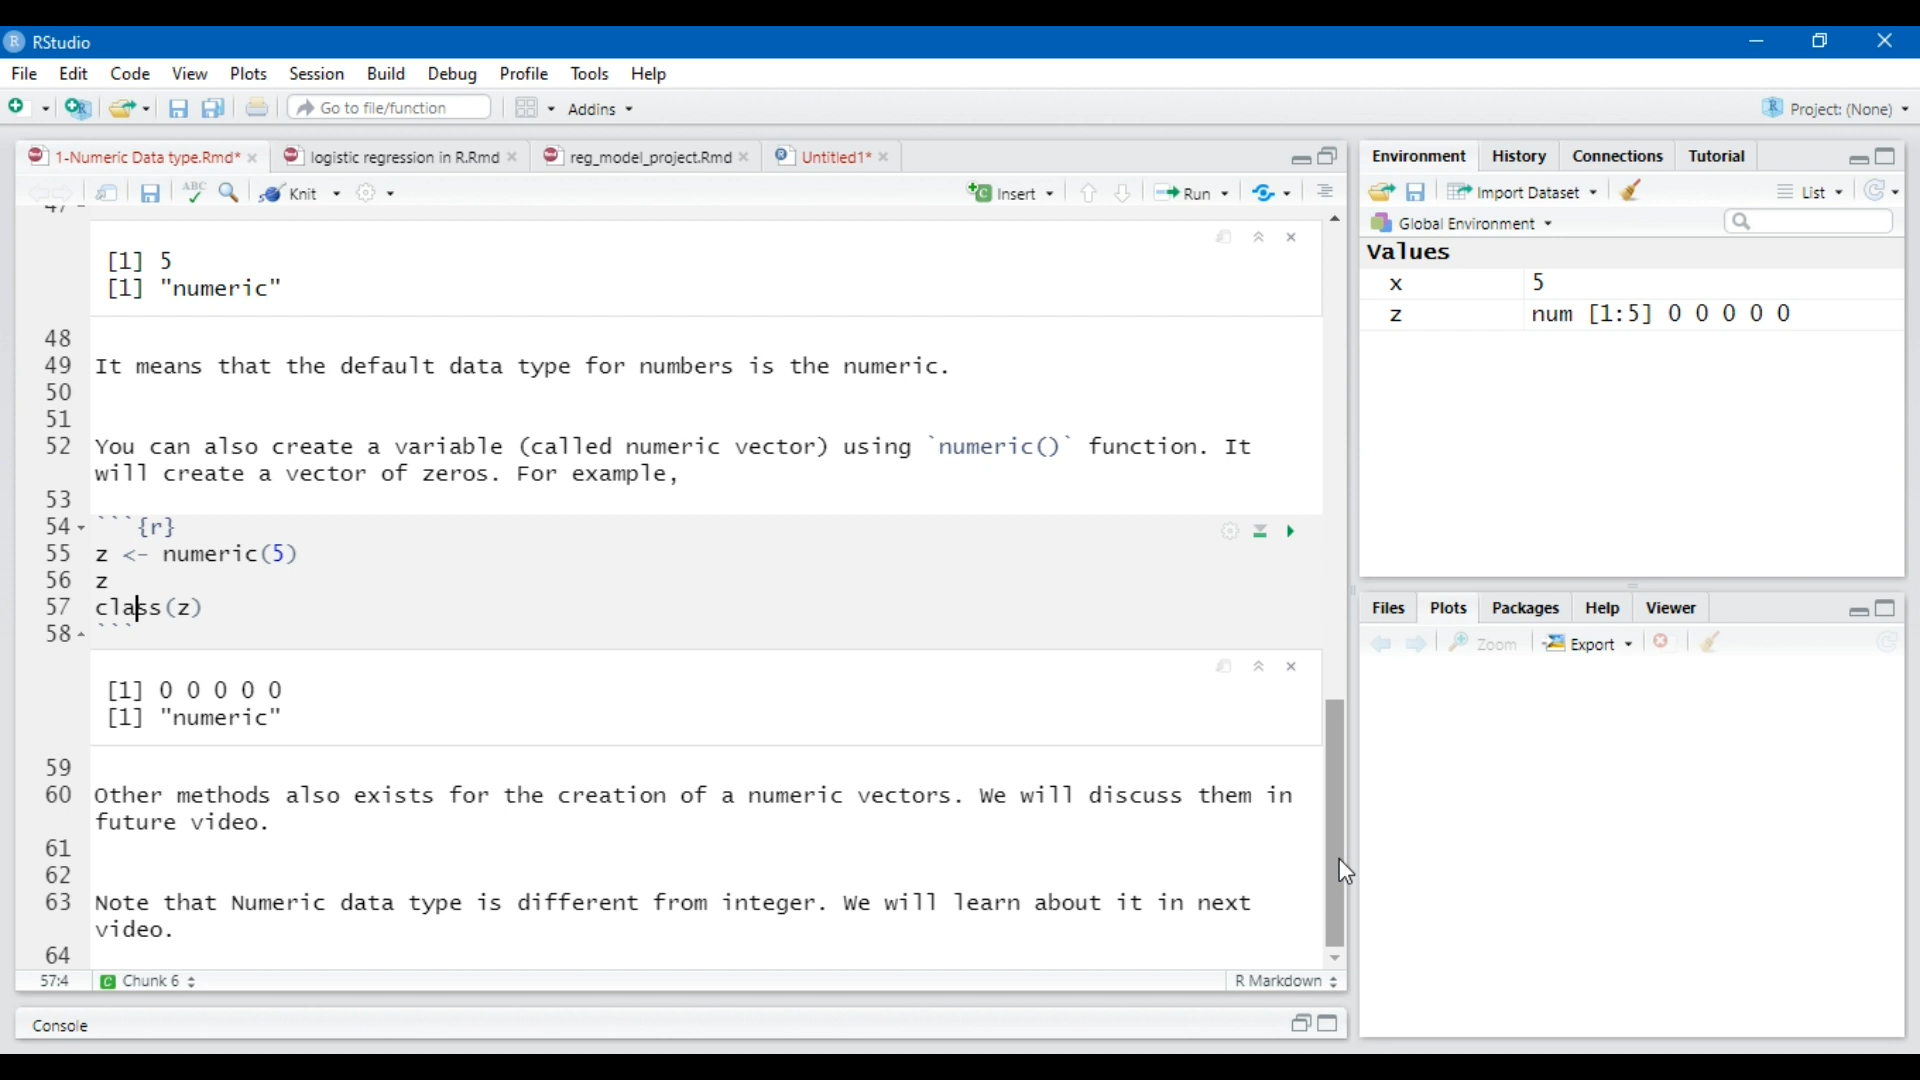 RStudio
File Edit Code View Plots Session Build Debug Profile Tools Help
Go to file/function Addins Project: (None)
1-Numeric Data type.Rmd* logistic regression in R.Rmd reg_model_project.Rmd Untitled1*
ABC Knit Insert Run
47
[1] 5
[1] "numeric"
48
49 It means that the default data type for numbers is the numeric.
50
51
52 You can also create a variable (called numeric vector) using `numeric()` function. It
will create a vector of zeros. For example,
53
54 ```{r}
55 z <- numeric(5)
56 z
57 class(z)
58 ```
[1] 0 0 0 0 0
[1] "numeric"
59
60 Other methods also exists for the creation of a numeric vectors. We will discuss them in
future video.
61
62
63 Note that Numeric data type is different from integer. We will learn about it in next
video.
64
57:4 C Chunk 6 R Markdown
Console
Environment History Connections Tutorial
Import Dataset List
Global Environment
Values
x 5
z num [1:5] 0 0 0 0 0
Files Plots Packages Help Viewer
Zoom Export